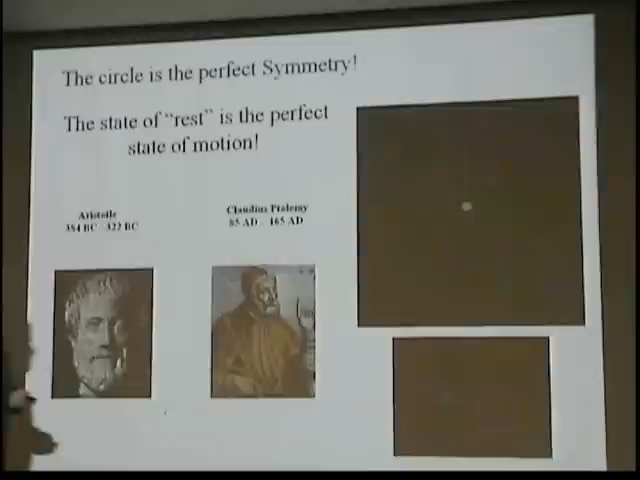 The circle is the perfect Symmetry!
The state of "rest" is the perfect
state of motion!
Aristotle
384 BC - 322 BC
Claudius Ptolemy
85 AD - 165 AD